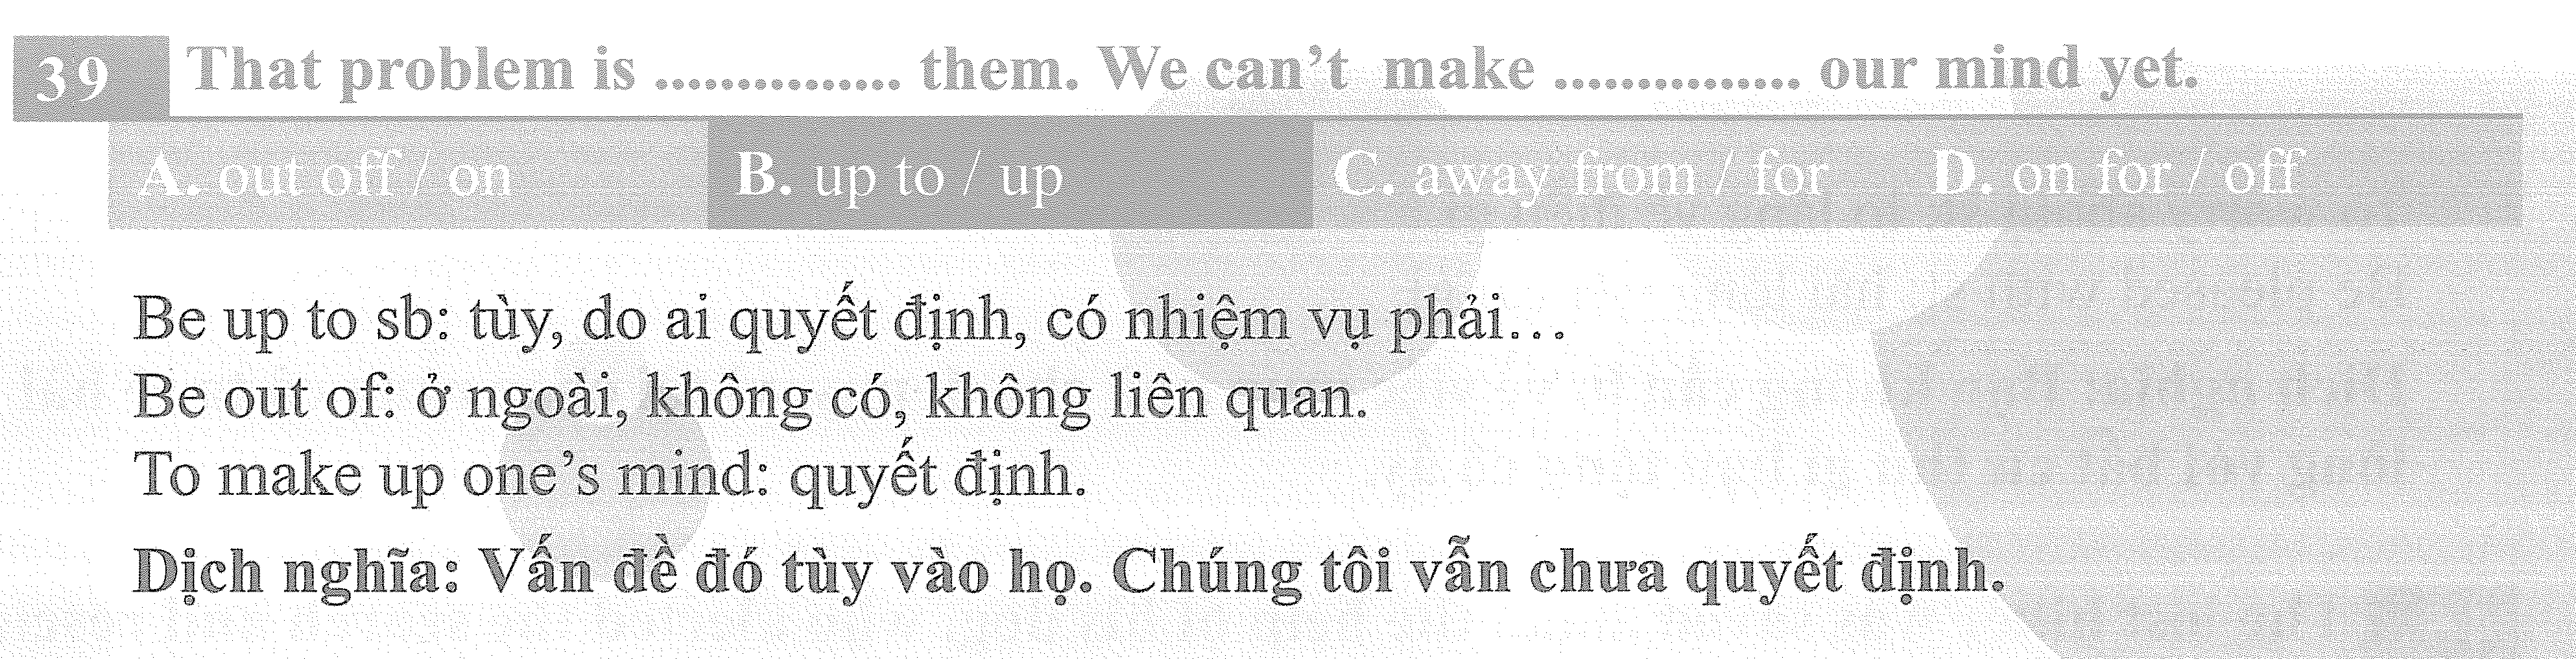 39 That problem is .............. them. We can't make .............. our mind yet.
A. out off / on B. up to / up C. away from / for D. on for / off
Be up to sb: tùy, do ai quyết định, có nhiệm vụ phải…
Be out of: ở ngoài, không có, không liên quan.
To make up one's mind: quyết định.
Dịch nghĩa: Vấn đề đó tùy vào họ. Chúng tôi vẫn chưa quyết định.